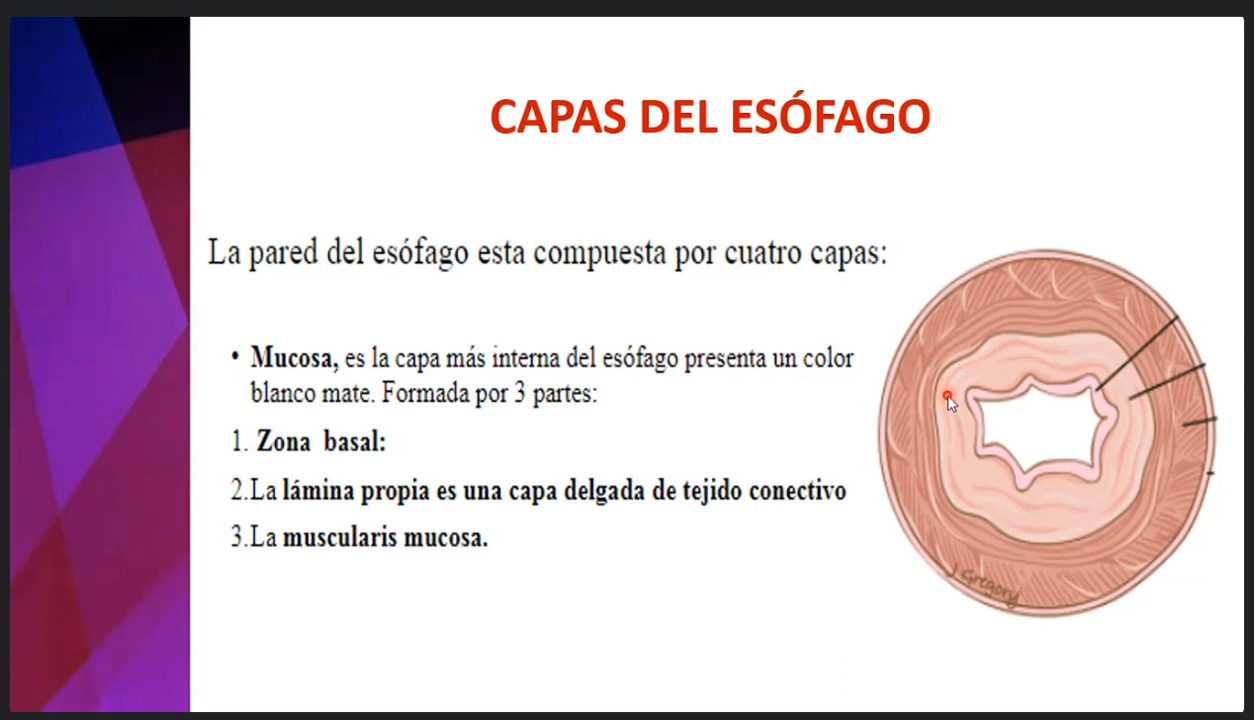 CAPAS DEL ESÓFAGO
La pared del esófago esta compuesta por cuatro capas:
• Mucosa, es la capa más interna del esófago presenta un color
blanco mate. Formada por 3 partes:
1. Zona basal:
2.La lámina propia es una capa delgada de tejido conectivo
3.La muscularis mucosa.
J Gregory